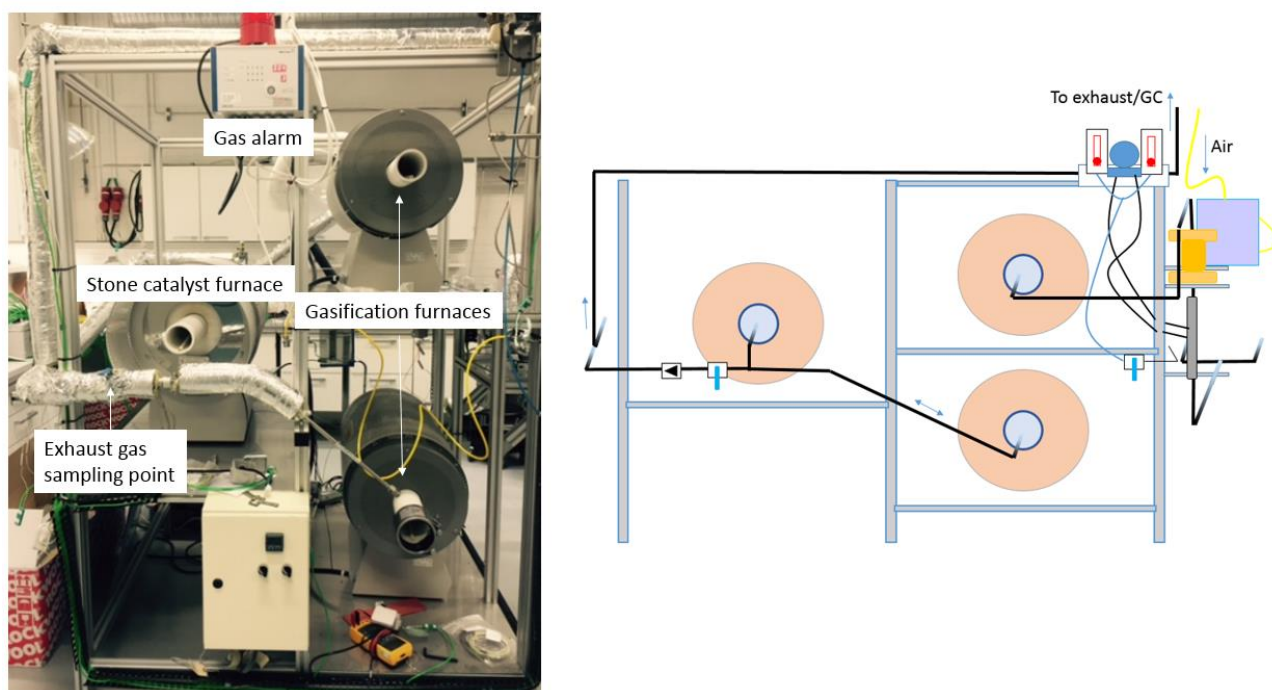 Gas alarm
Stone catalyst furnace
Gasification furnaces
Exhaust gas
sampling point
To exhaust/GC
Air